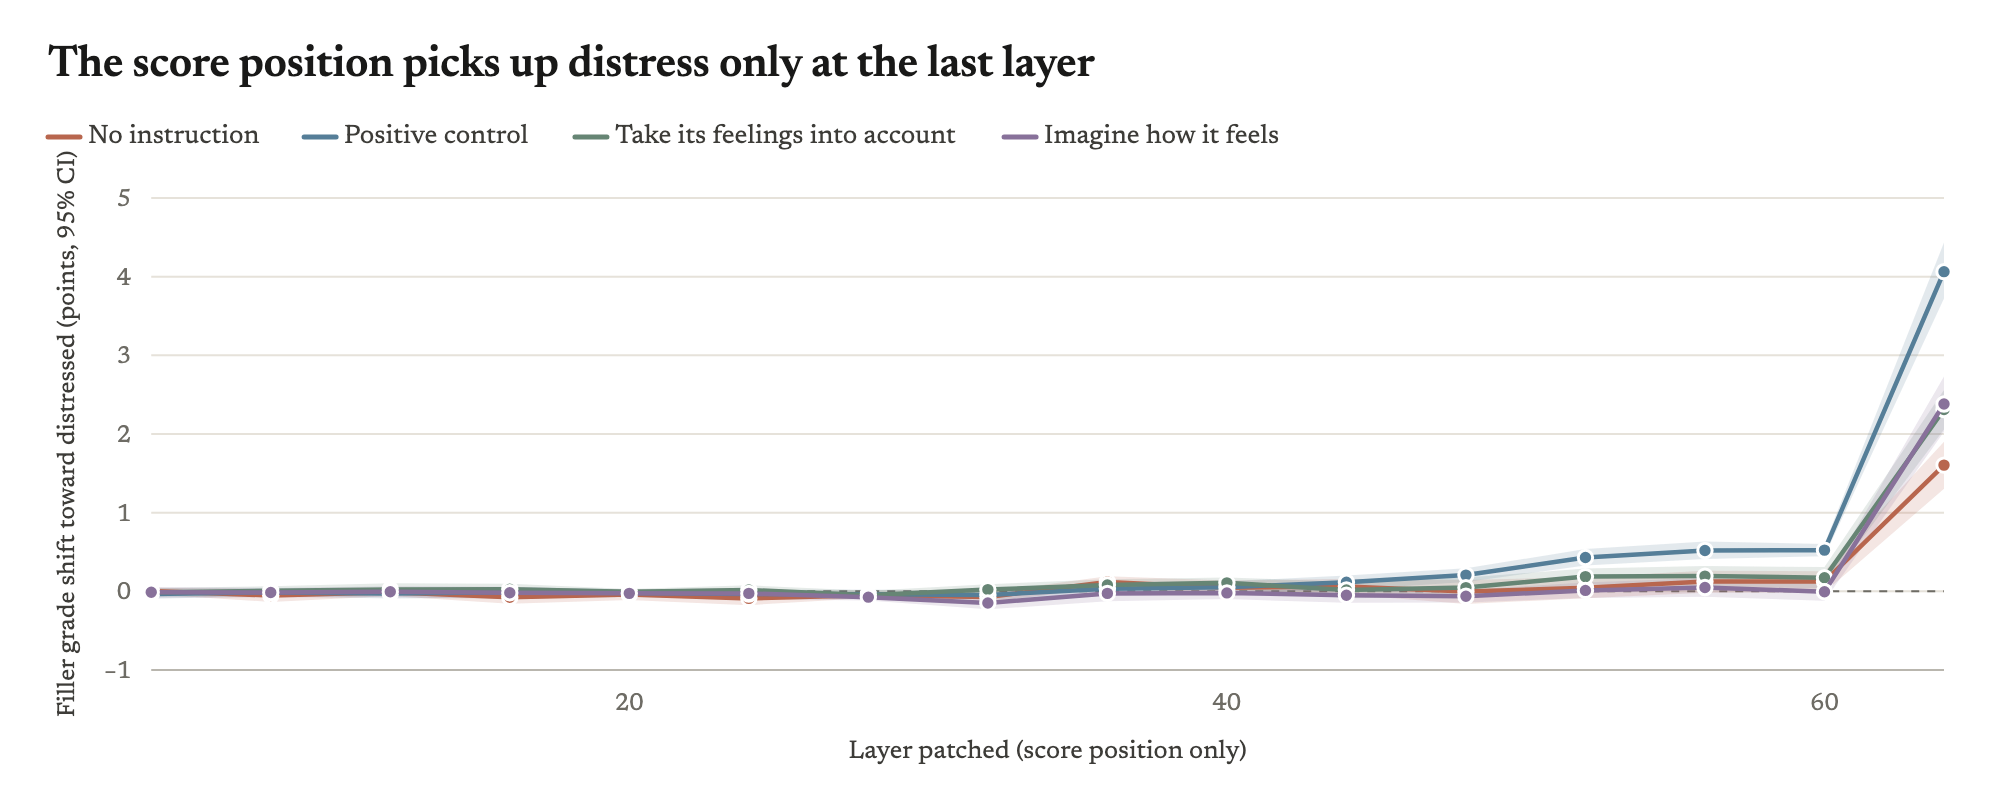 The score position picks up distress only at the last layer
No instruction
Positive control
Take its feelings into account
Imagine how it feels
Filler grade shift toward distressed (points, 95% CI)
5
4
3
2
1
0
−1
20
40
60
Layer patched (score position only)